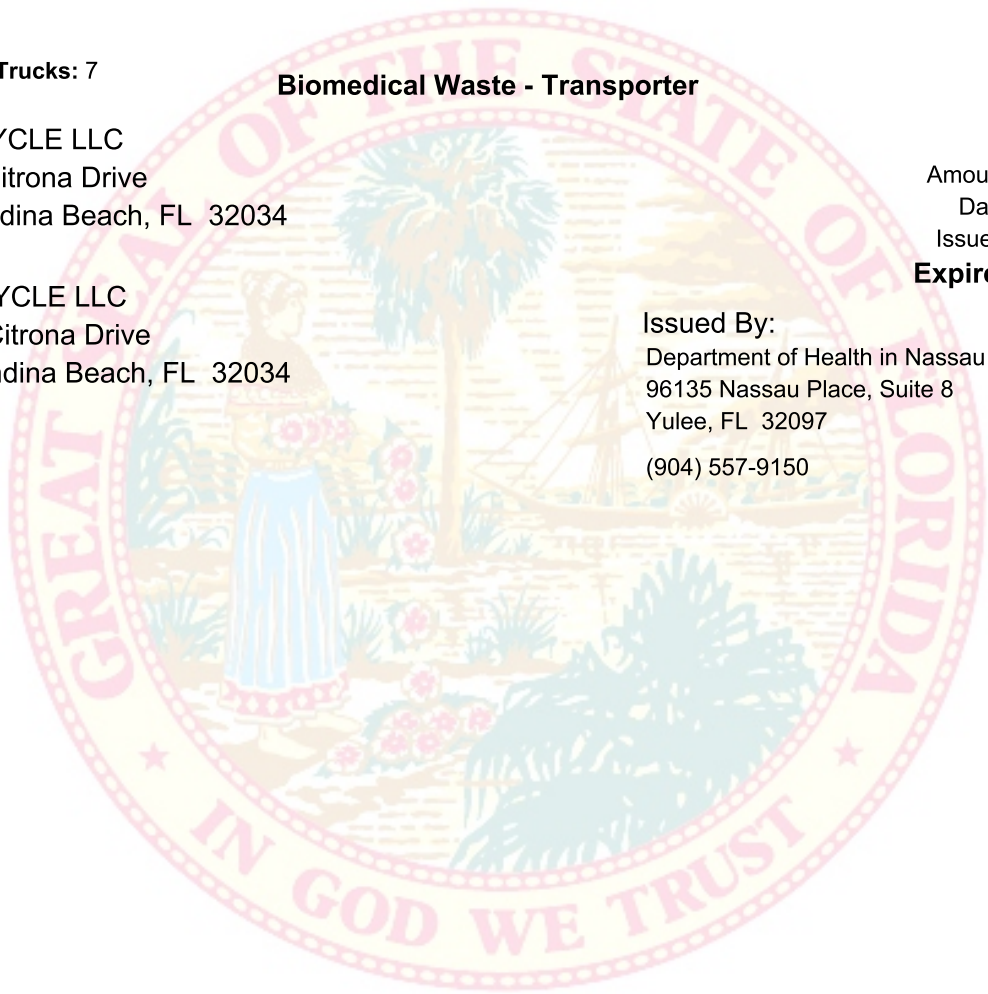 Trucks: 7
Biomedical Waste - Transporter
YCLE LLC
itrona Drive
dina Beach, FL 32034
Amou
Da
Issue
Expire
YCLE LLC
Citrona Drive
ndina Beach, FL 32034
Issued By:
Department of Health in Nassau
96135 Nassau Place, Suite 8
Yulee, FL 32097
(904) 557-9150
GREAT SEAL OF THE STATE OF FLORIDA
IN GOD WE TRUST